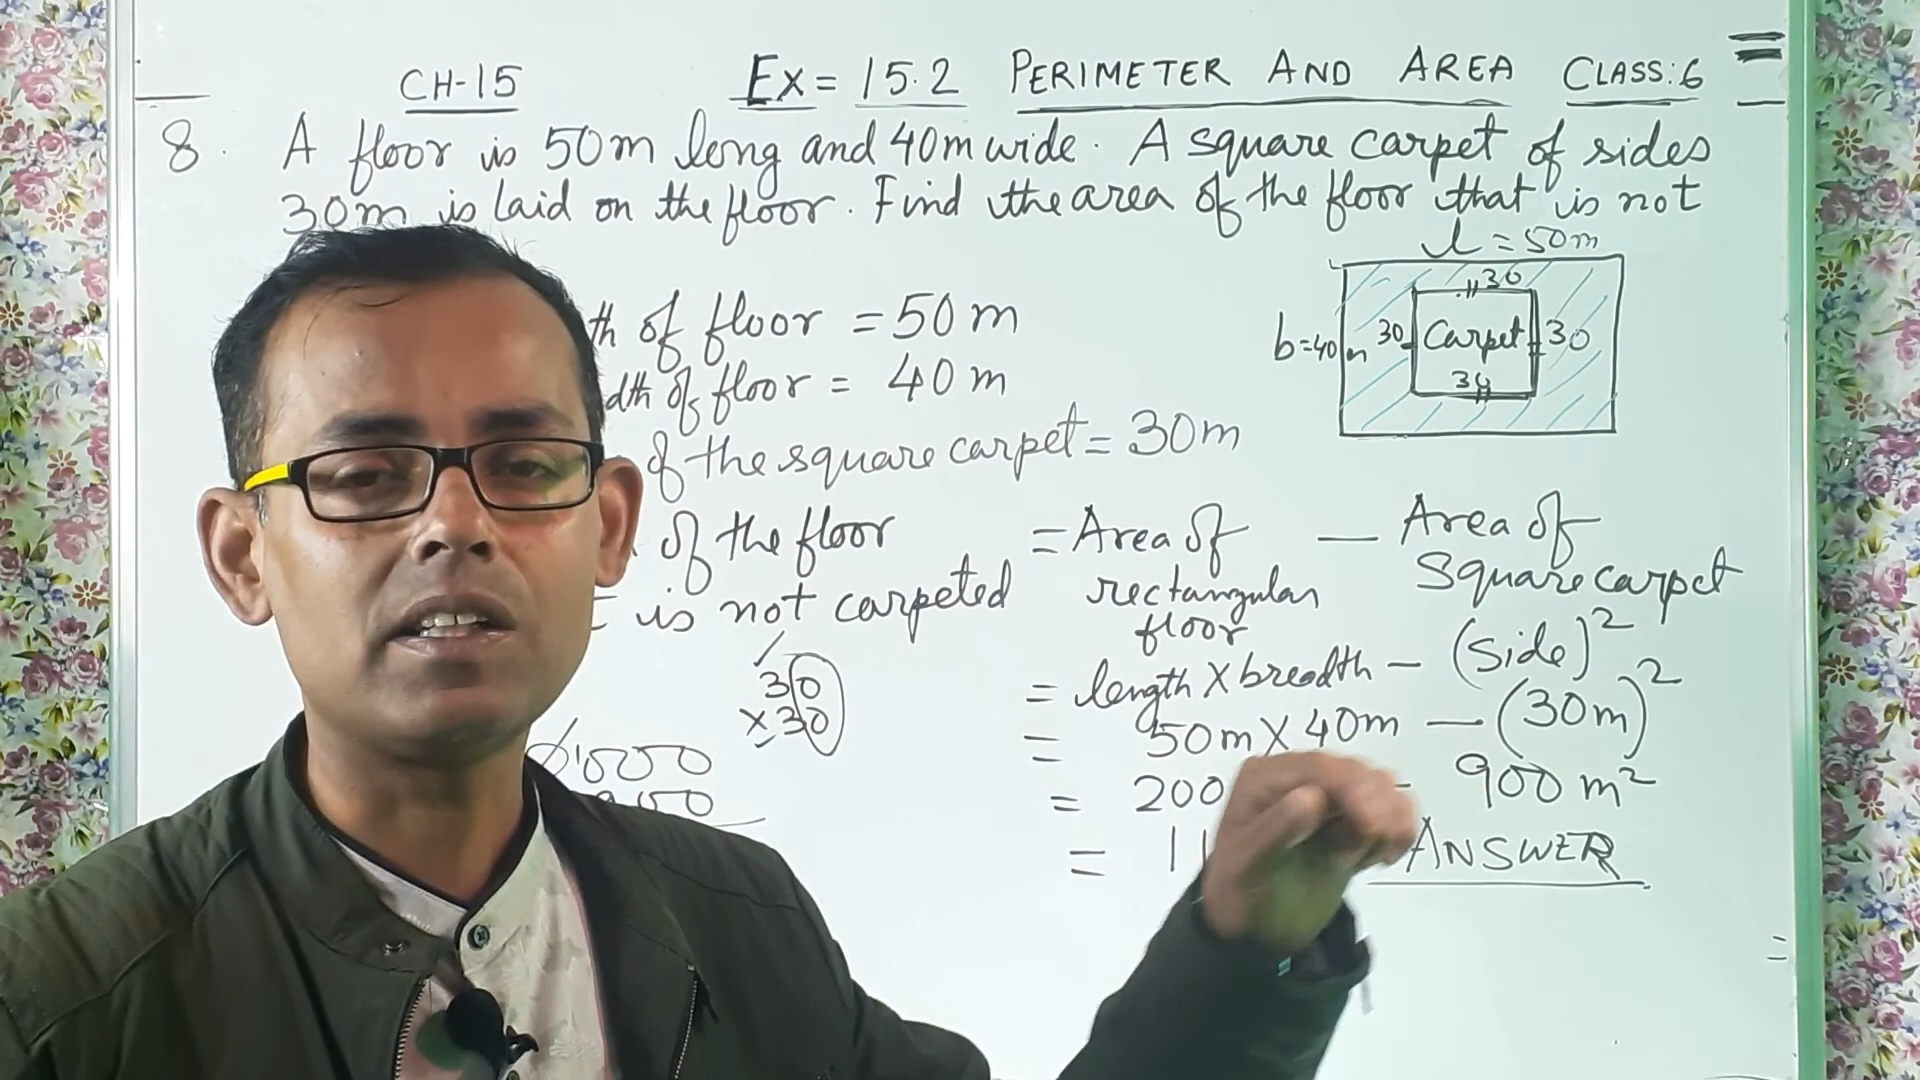 CH-15 Ex = 15.2 PERIMETER AND AREA CLASS:6
8. A floor is 50m long and 40m wide. A square carpet of sides
30m is laid on the floor. Find the area of the floor that is not
l = 50m
30
b=40m 30 Carpet 30
th of floor = 50 m
dth of floor = 40 m
of the square carpet = 30m
of the floor = Area of — Area of
is not carpeted rectangular Square carpet
floor
= length X breadth — (side)²
30
x 30
= 50m X 40m — (30m)²
= 200 — 900 m²
= 11 ANSWER